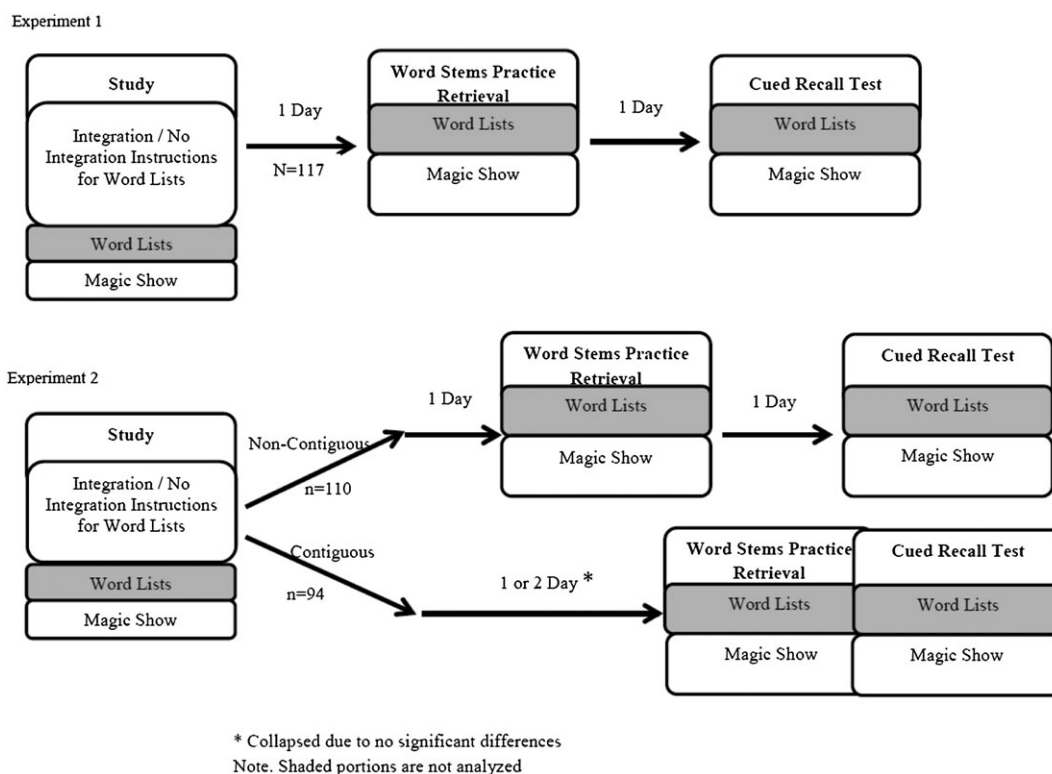 Experiment 1
Study
Integration / No
Integration Instructions
for Word Lists
Word Lists
Magic Show
1 Day
N=117
Word Stems Practice
Retrieval
Word Lists
Magic Show
1 Day
Cued Recall Test
Word Lists
Magic Show
Experiment 2
Study
Integration / No
Integration Instructions
for Word Lists
Word Lists
Magic Show
Non-Contiguous
n=110
1 Day
Word Stems Practice
Retrieval
Word Lists
Magic Show
1 Day
Cued Recall Test
Word Lists
Magic Show
Contiguous
n=94
1 or 2 Day *
Word Stems Practice
Retrieval
Word Lists
Magic Show
Cued Recall Test
Word Lists
Magic Show
* Collapsed due to no significant differences
Note. Shaded portions are not analyzed